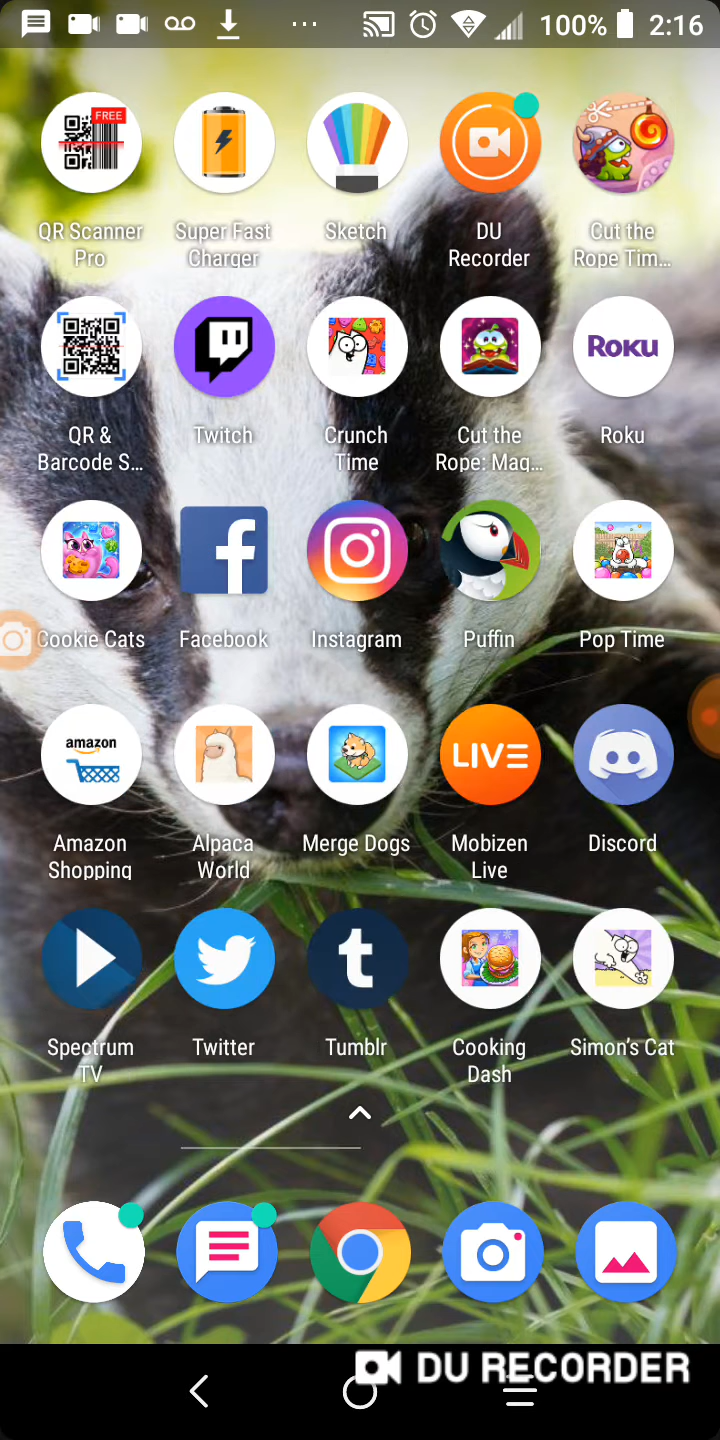 100% 2:16
FREE
QR Scanner
Pro
Super Fast
Charger
Sketch
DU
Recorder
Cut the
Rope Tim…
QR &
Barcode S…
Twitch
Crunch
Time
Cut the
Rope: Mag…
ROKU
Roku
Cookie Cats
Facebook
Instagram
Puffin
Pop Time
amazon
Amazon
Shopping
Alpaca
World
Merge Dogs
LIVE
Mobizen
Live
Discord
Spectrum
TV
Twitter
Tumblr
Cooking
Dash
Simon's Cat
DU RECORDER